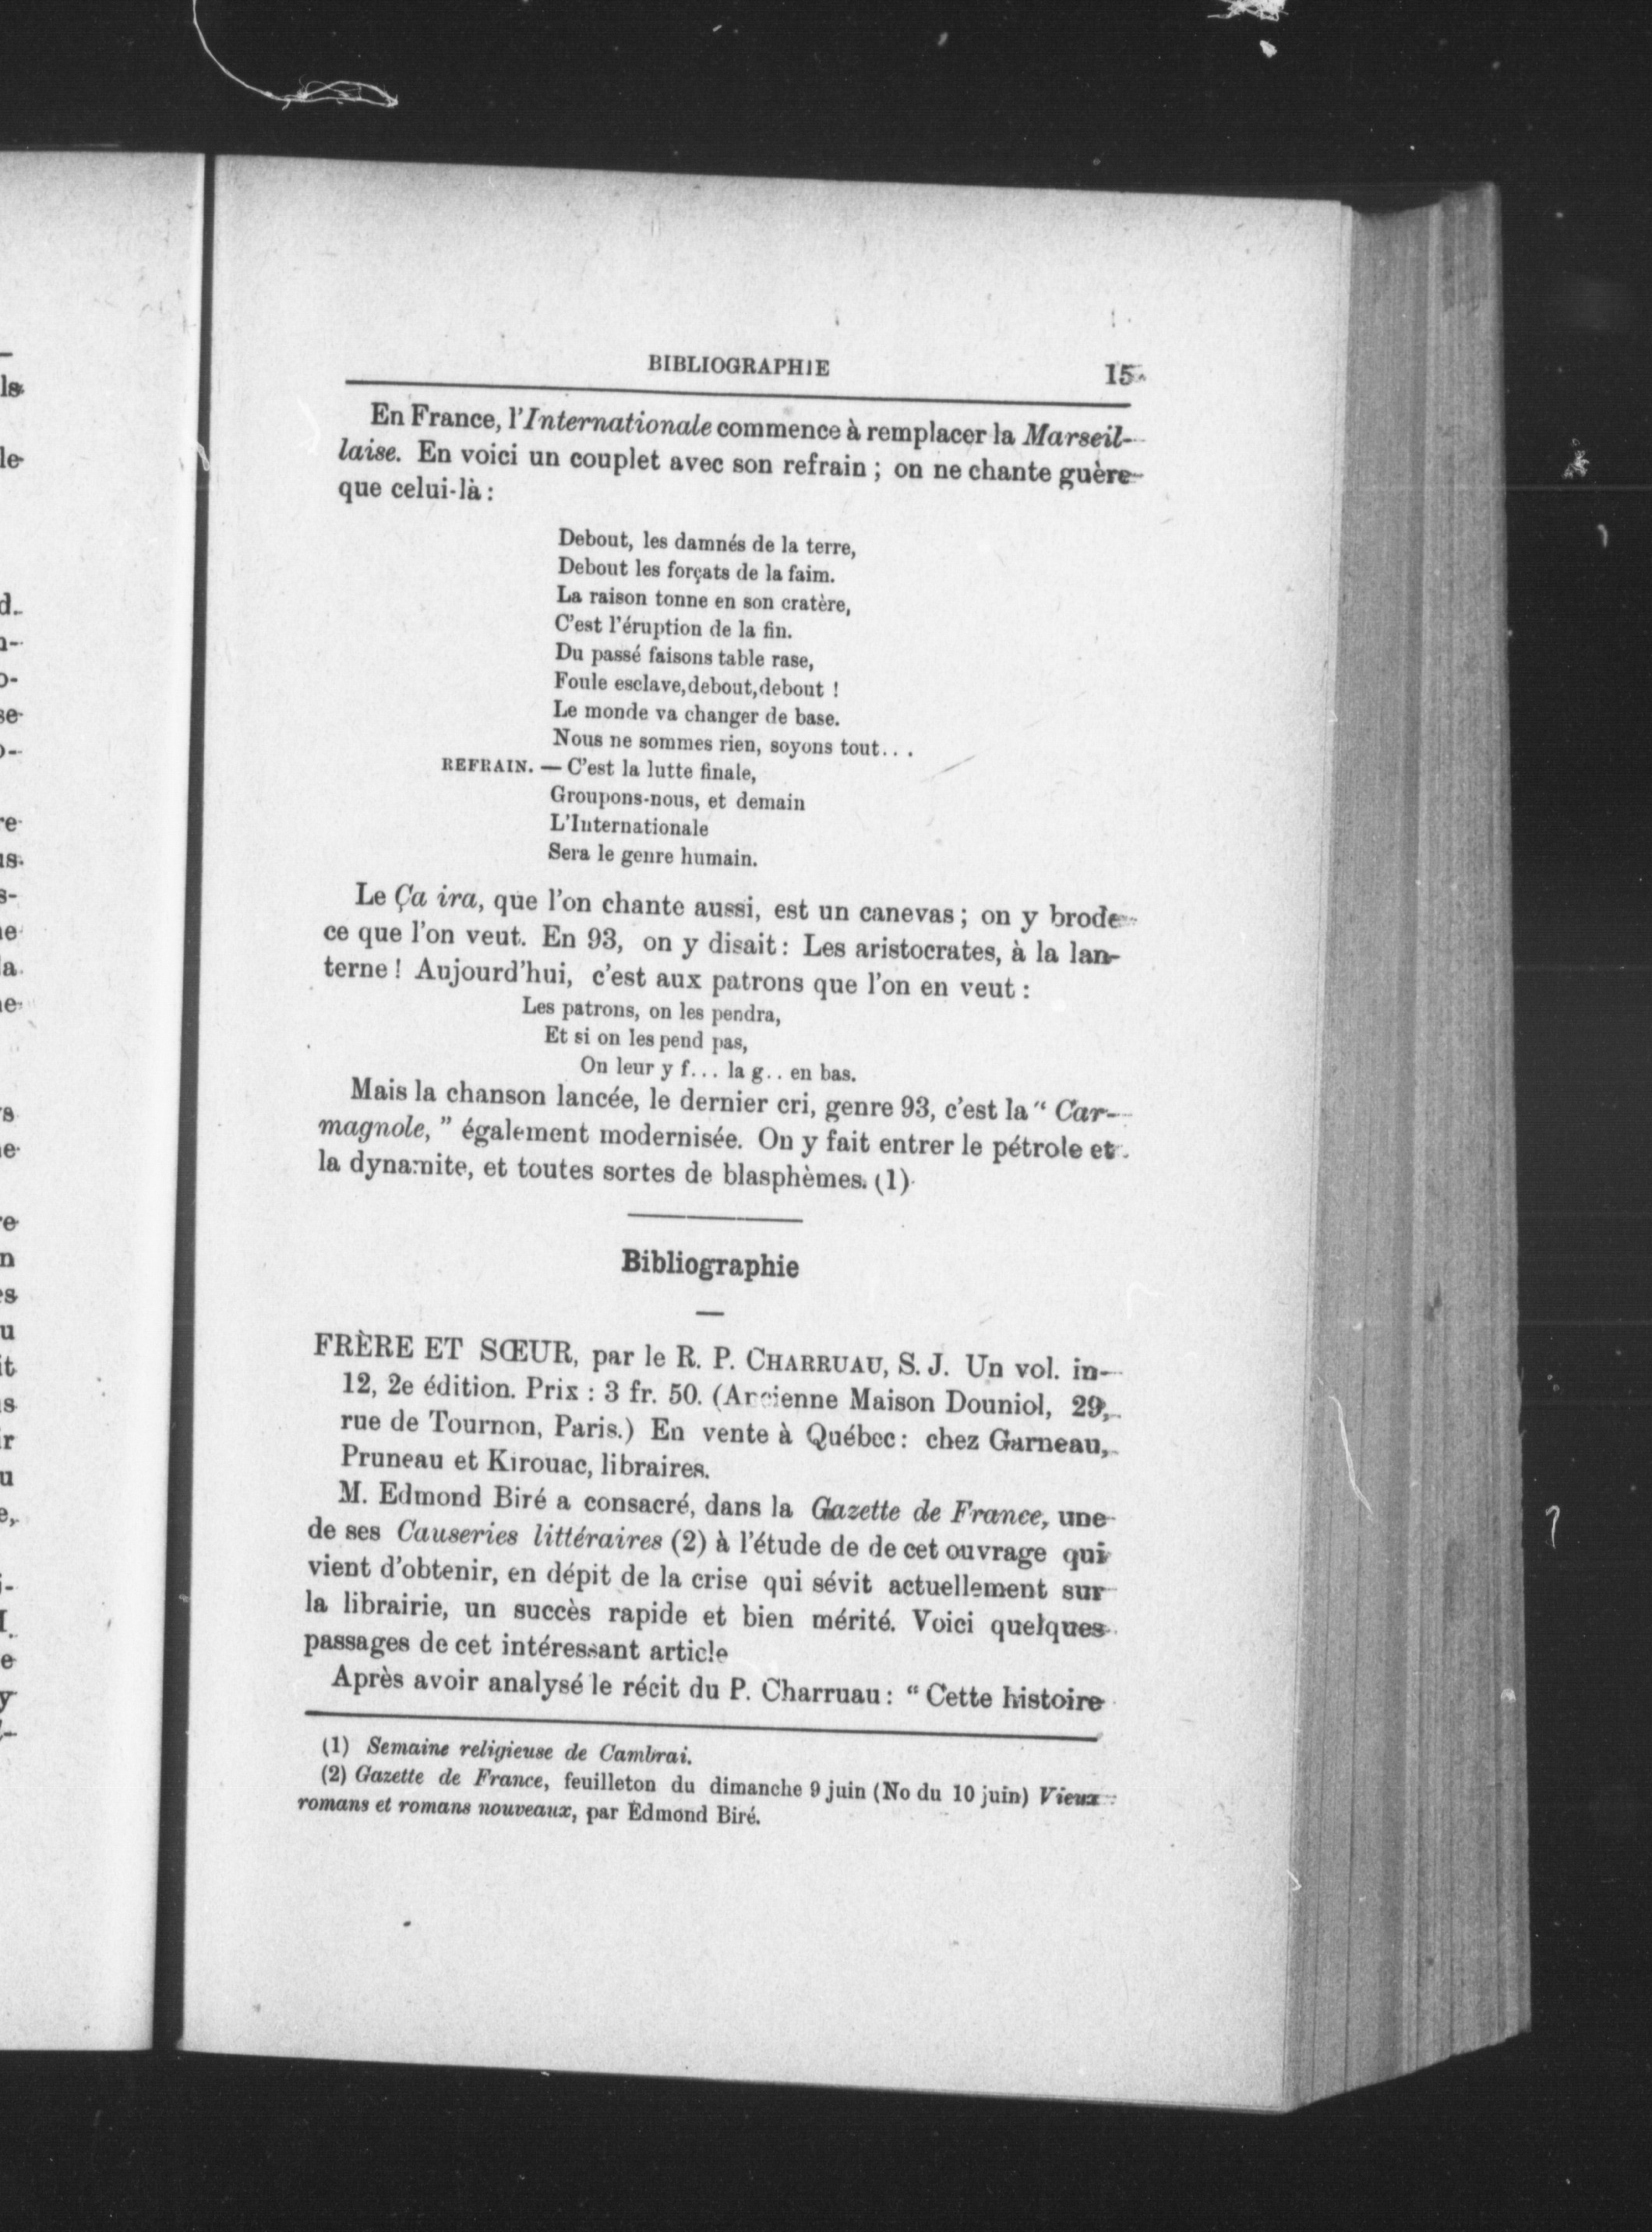 BIBLIOGRAPHIE 15
En France, l'Internationale commence à remplacer la Marseil-
laise. En voici un couplet avec son refrain ; on ne chante guère
que celui-là :
Debout, les damnés de la terre,
Debout les forçats de la faim.
La raison tonne en son cratère,
C'est l'éruption de la fin.
Du passé faisons table rase,
Foule esclave,debout,debout !
Le monde va changer de base.
Nous ne sommes rien, soyons tout...
REFRAIN. — C'est la lutte finale,
Groupons-nous, et demain
L'Internationale
Sera le genre humain.
Le Ça ira, que l'on chante aussi, est un canevas ; on y brode
ce que l'on veut. En 93, on y disait : Les aristocrates, à la lan-
terne ! Aujourd'hui, c'est aux patrons que l'on en veut :
Les patrons, on les pendra,
Et si on les pend pas,
On leur y f... la g.. en bas.
Mais la chanson lancée, le dernier cri, genre 93, c'est la " Car-
magnole, " également modernisée. On y fait entrer le pétrole et
la dynamite, et toutes sortes de blasphèmes. (1)
Bibliographie
FRÈRE ET SŒUR, par le R. P. CHARRUAU, S. J. Un vol. in-
12, 2e édition. Prix : 3 fr. 50. (Ancienne Maison Douniol, 29,
rue de Tournon, Paris.) En vente à Québec : chez Garneau,
Pruneau et Kirouac, libraires.
M. Edmond Biré a consacré, dans la Gazette de France, une
de ses Causeries littéraires (2) à l'étude de de cet ouvrage qui
vient d'obtenir, en dépit de la crise qui sévit actuellement sur
la librairie, un succès rapide et bien mérité. Voici quelques
passages de cet intéressant article
Après avoir analysé le récit du P. Charruau : " Cette histoire
(1) Semaine religieuse de Cambrai.
(2) Gazette de France, feuilleton du dimanche 9 juin (No du 10 juin) Vieux
romans et romans nouveaux, par Edmond Biré.